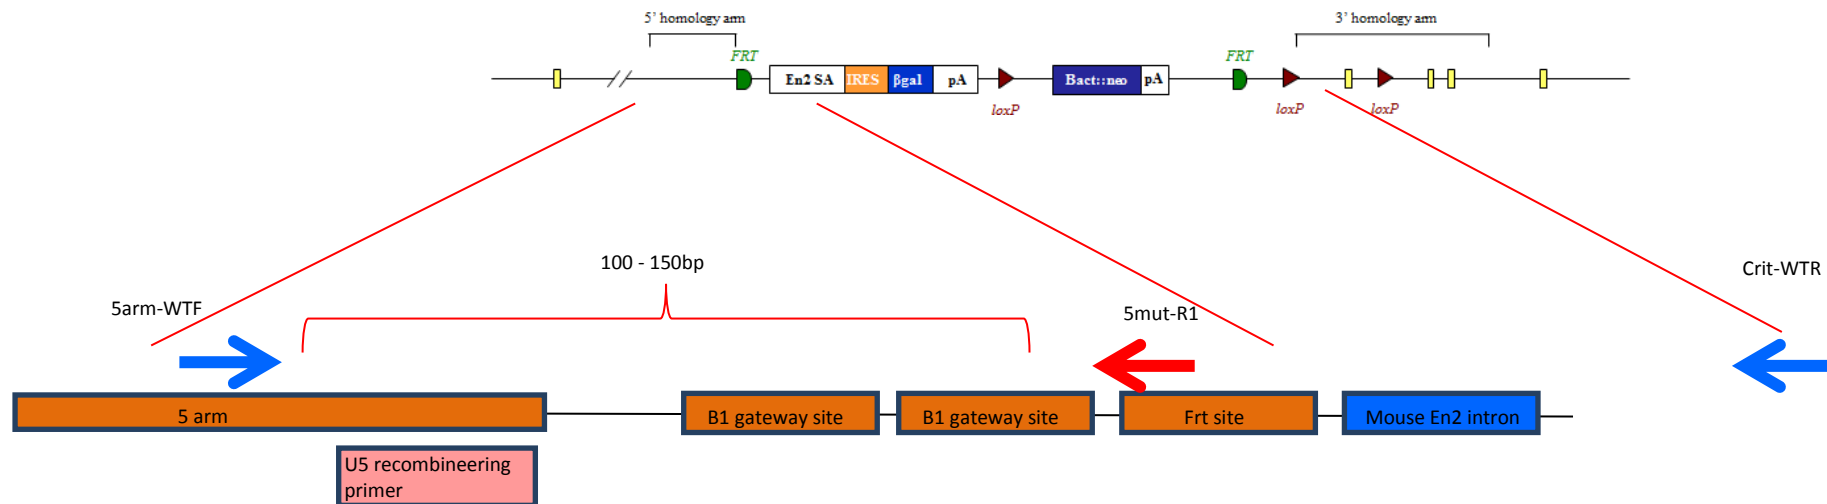 5' homology arm
3' homology arm
FRT
FRT
En2 SA
IRES
βgal
pA
Bact::neo
pA
loxP
loxP
loxP
100 - 150bp
Crit-WTR
5arm-WTF
5mut-R1
5 arm
B1 gateway site
B1 gateway site
Frt site
Mouse En2 intron
U5 recombineering
primer